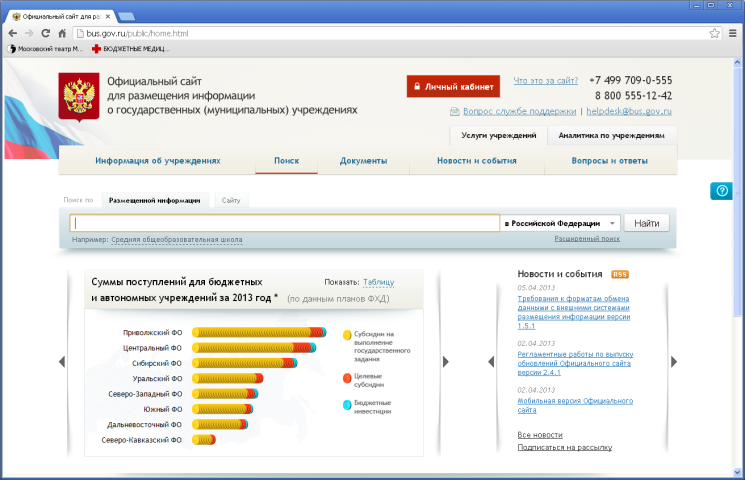 Официальный сайт для раз
bus.gov.ru/public/home.html
Московский театр М...
БЮДЖЕТНЫЕ МЕДИЦ...
Официальный сайт
для размещения информации
о государственных (муниципальных) учреждениях
Личный кабинет
Что это за сайт?
+7 499 709-0-555
8 800 555-12-42
Вопрос службе поддержки | helpdesk@bus.gov.ru
Услуги учреждений
Аналитика по учреждениям
Информация об учреждениях
Поиск
Документы
Новости и события
Вопросы и ответы
Поиск по
Размещенной информации
Сайту
в Российской Федерации
Найти
Например: Средняя общеобразовательная школа
Расширенный поиск
Суммы поступлений для бюджетных
и автономных учреждений за 2013 год * (по данным планов ФХД)
Показать: Таблицу
Приволжский ФО
Центральный ФО
Сибирский ФО
Уральский ФО
Северо-Западный ФО
Южный ФО
Дальневосточный ФО
Северо-Кавказский ФО
Субсидии на
выполнение
государственного
задания
Целевые
субсидии
Бюджетные
инвестиции
Новости и события RSS
05.04.2013
Требования к форматам обмена
данными с внешними системами
размещения информации версии
1.5.1
02.04.2013
Регламентные работы по выпуску
обновлений Официального сайта
версии 2.4.1
02.04.2013
Мобильная версия Официального
сайта
Все новости
Подписаться на рассылку